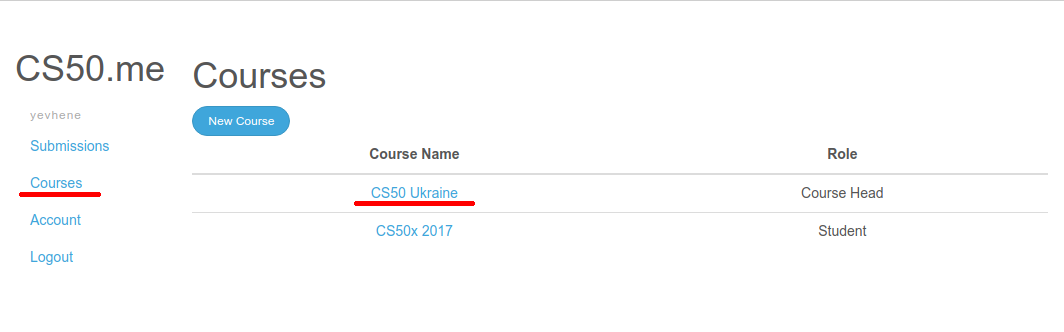 CS50.me
yevhene
Submissions
Courses
Account
Logout
Courses
New Course
Course Name Role
CS50 Ukraine Course Head
CS50x 2017 Student